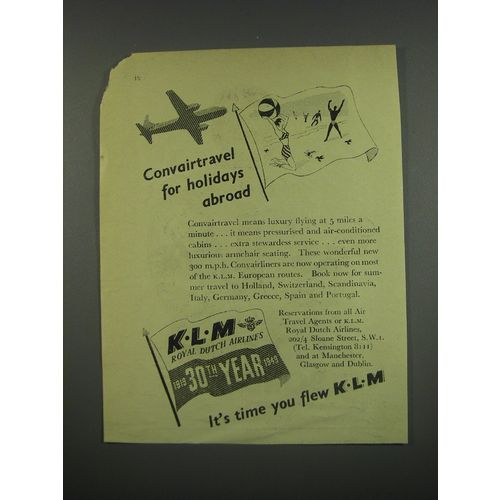 iv
Convairtravel
for holidays
abroad
Convairtravel means luxury flying at 5 miles a
minute . . . it means pressurised and air-conditioned
cabins . . . extra stewardess service . . . even more
luxurious armchair seating. These wonderful new
300 m.p.h. Convairliners are now operating on most
of the K.L.M. European routes. Book now for sum-
mer travel to Holland, Switzerland, Scandinavia,
Italy, Germany, Greece, Spain and Portugal.
Reservations from all Air
Travel Agents or K.L.M.
Royal Dutch Airlines,
202/4 Sloane Street, S.W.1.
(Tel. Kensington 8111)
and at Manchester,
Glasgow and Dublin.
K·L·M
ROYAL DUTCH AIRLINES
1919 30TH YEAR 1949
It's time you flew K·L·M